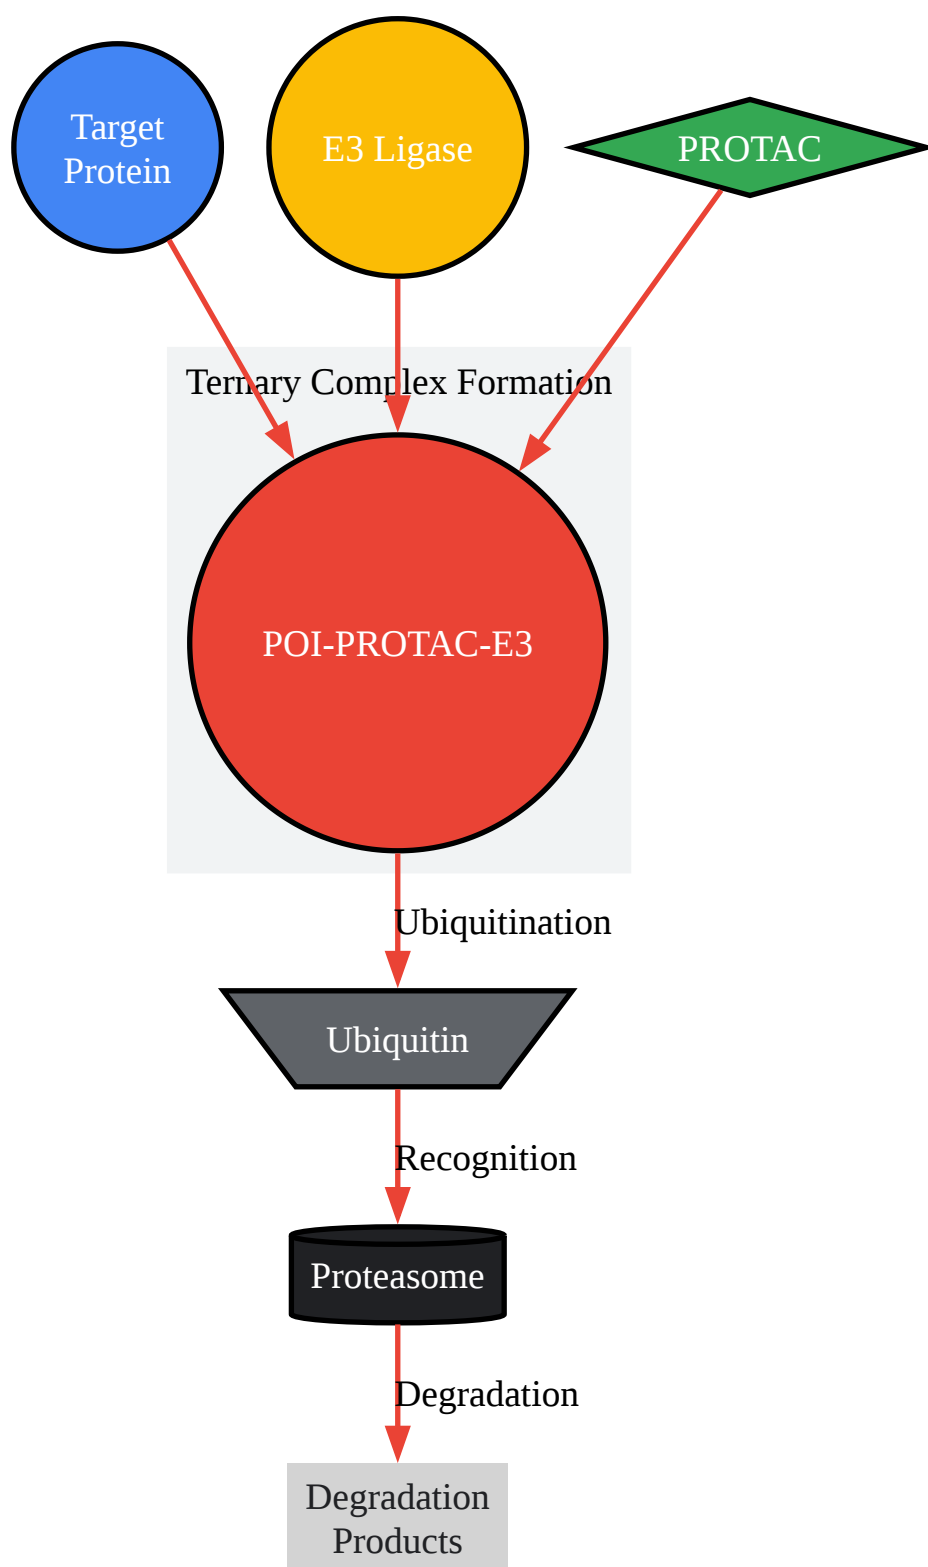 Target
Protein
E3 Ligase
PROTAC
Ternary Complex Formation
POI-PROTAC-E3
Ubiquitination
Ubiquitin
Recognition
Proteasome
Degradation
Degradation
Products